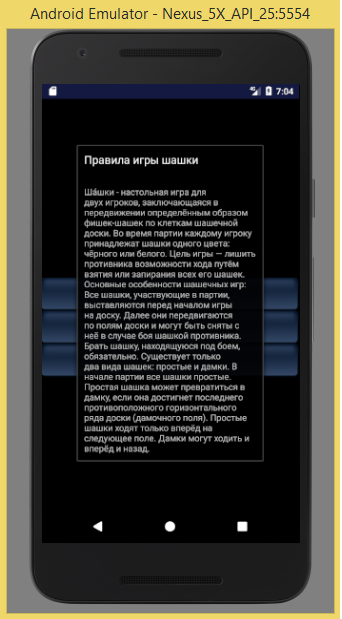 Android Emulator - Nexus_5X_API_25:5554
7:04
Правила игры шашки
Ша́шки - настольная игра для
двух игроков, заключающаяся в
передвижении определённым образом
фишек-шашек по клеткам шашечной
доски. Во время партии каждому игроку
принадлежат шашки одного цвета:
чёрного или белого. Цель игры — лишить
противника возможности хода путём
взятия или запирания всех его шашек.
Основные особенности шашечных игр:
Все шашки, участвующие в партии,
выставляются перед началом игры
на доску. Далее они передвигаются
по полям доски и могут быть сняты с
неё в случае боя шашкой противника.
Брать шашку, находящуюся под боем,
обязательно. Существует только
два вида шашек: простые и дамки. В
начале партии все шашки простые.
Простая шашка может превратиться в
дамку, если она достигнет последнего
противоположного горизонтального
ряда доски (дамочного поля). Простые
шашки ходят только вперёд на
следующее поле. Дамки могут ходить и
вперёд и назад.